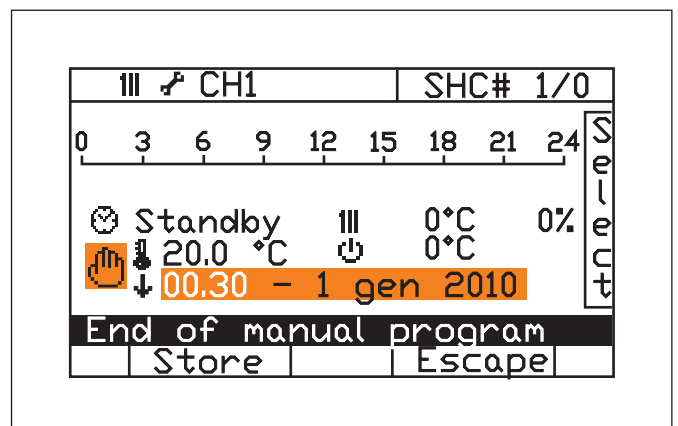 CH1 SHC# 1/0
0 3 6 9 12 15 18 21 24
Select
Standby 0°C 0%
20.0 °C 0°C
00.30 - 1 gen 2010
End of manual program
Store Escape